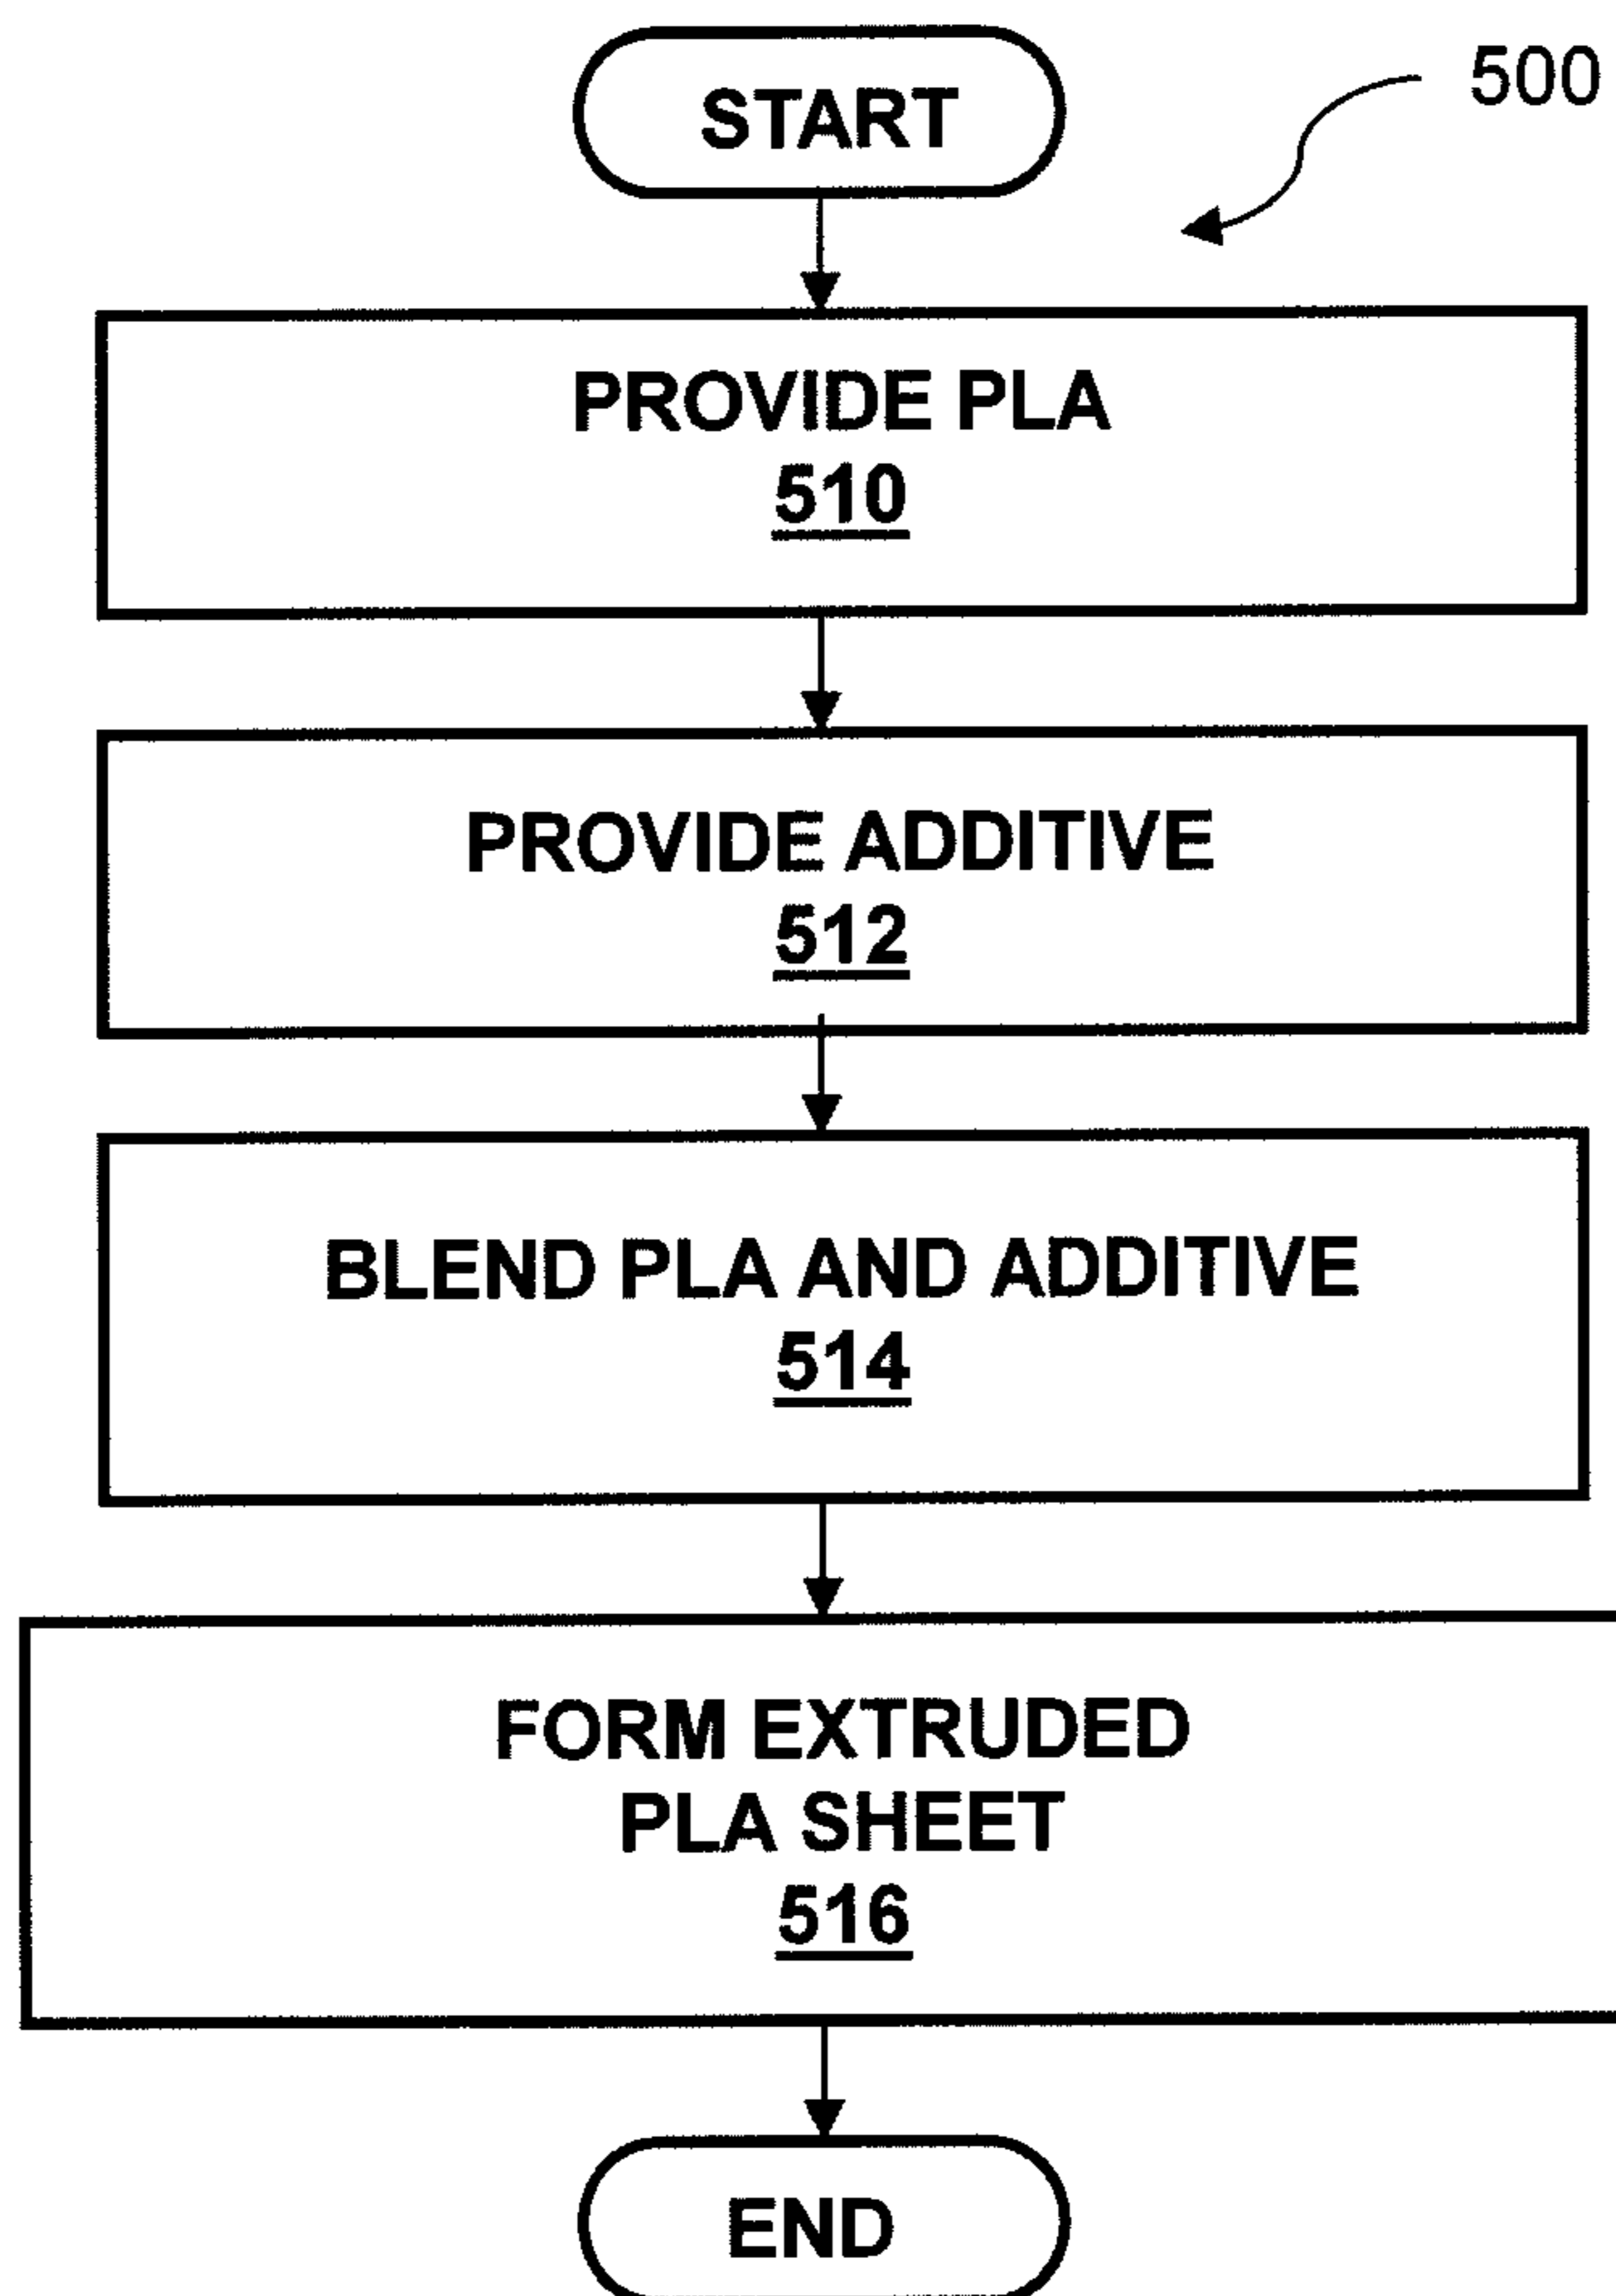 START
500
PROVIDE PLA
510
PROVIDE ADDITIVE
512
BLEND PLA AND ADDITIVE
514
FORM EXTRUDED
PLA SHEET
516
END